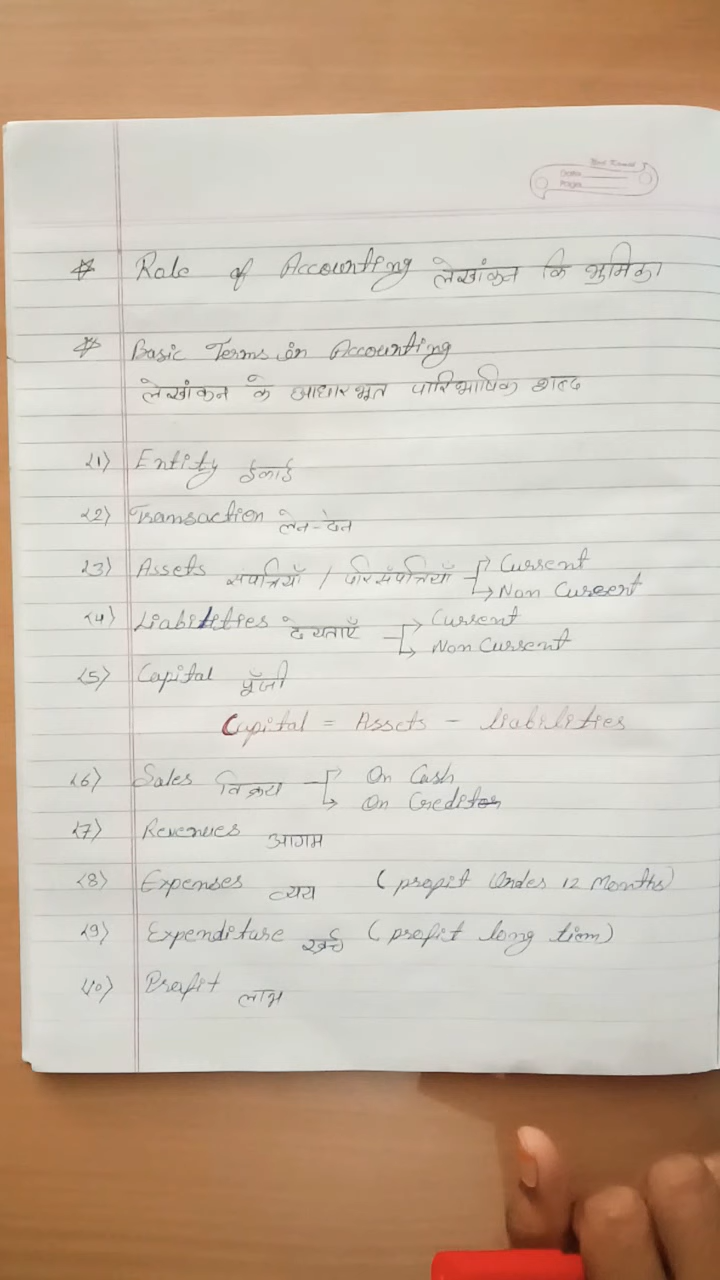 Date
Page
☆ Role of Accounting लेखांकन कि भुमिका
☆ Basic Terms in Accounting
लेखांकन के आधारभूत पारिभाषिक शब्द
<1> Entity ईकाई
<2> Transaction लेन-देन
<3> Assets संपत्तियाँ / परिसंपत्तियाँ → Current
→ Non Current
<4> Liabilities देयताएँ → Current
→ Non Current
<5> Capital पूँजी
Capital = Assets - liabilities
<6> Sales विक्रय → On Cash
→ On Credit
<7> Revenues आगम
<8> Expenses व्यय (profit Under 12 Months)
<9> Expenditure खर्च (profit long tiem)
<10> Profit लाभ